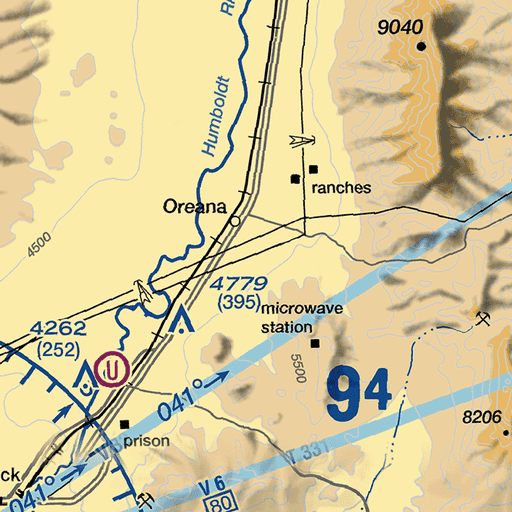 9040
Humboldt
ranches
Oreana
4500
4779
(395)
microwave
station
4262
(252)
5500
U
94
041°
8206
prison
V 331
ck
041°
V 6
80